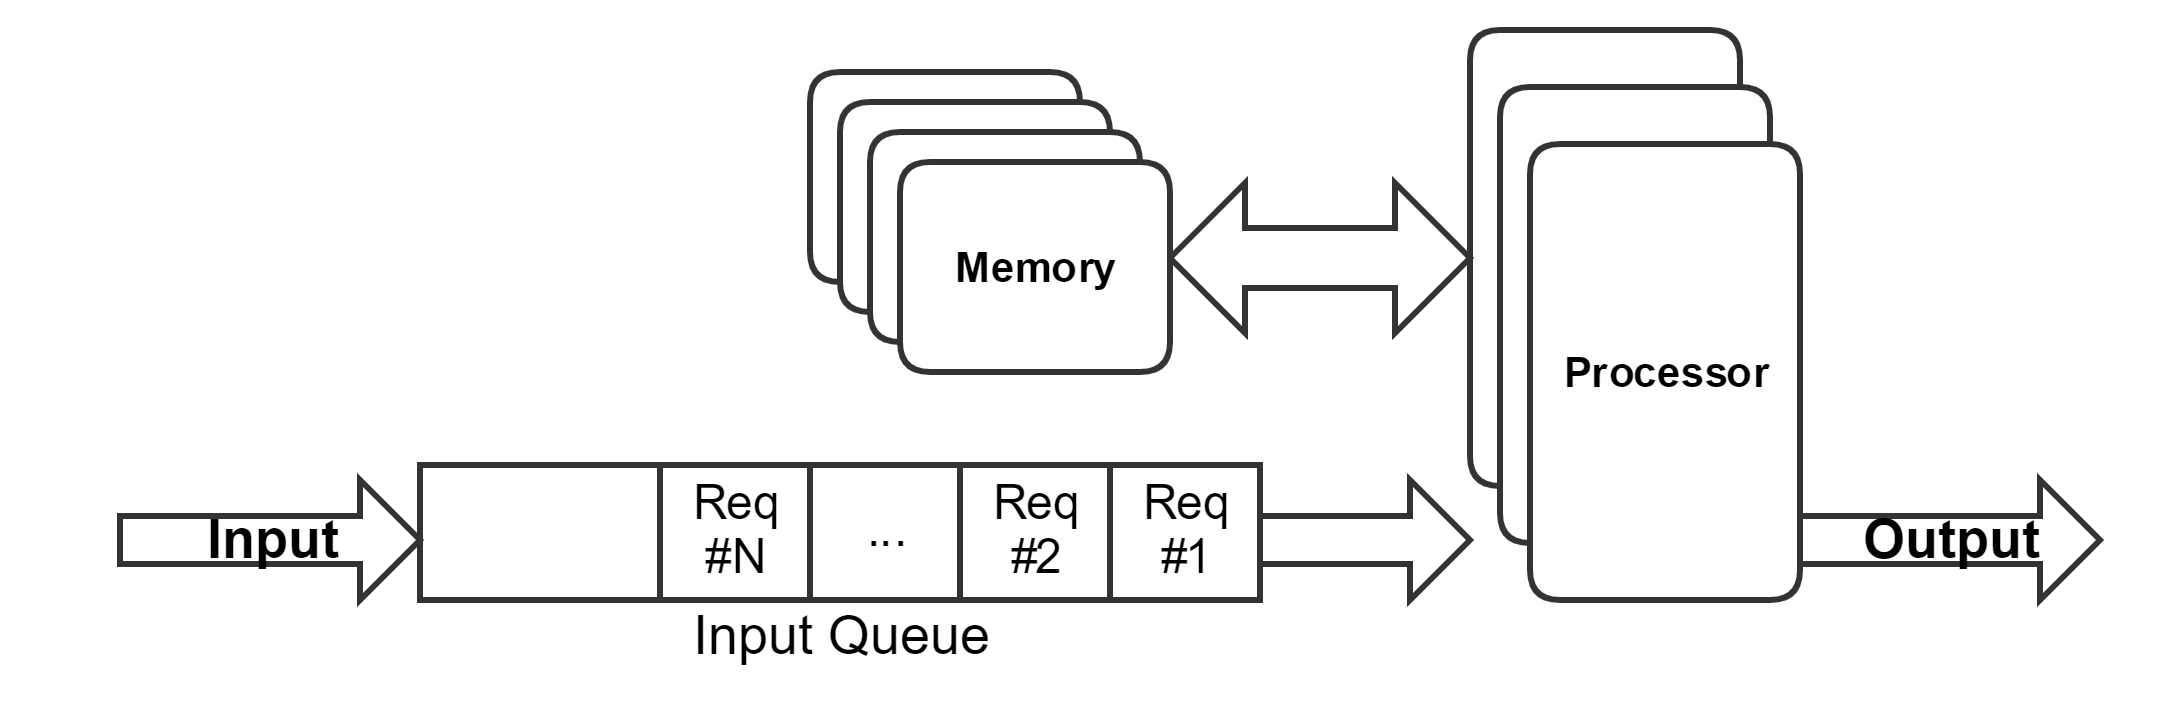 Memory
Processor
Input
Req
#N
...
Req
#2
Req
#1
Output
Input Queue